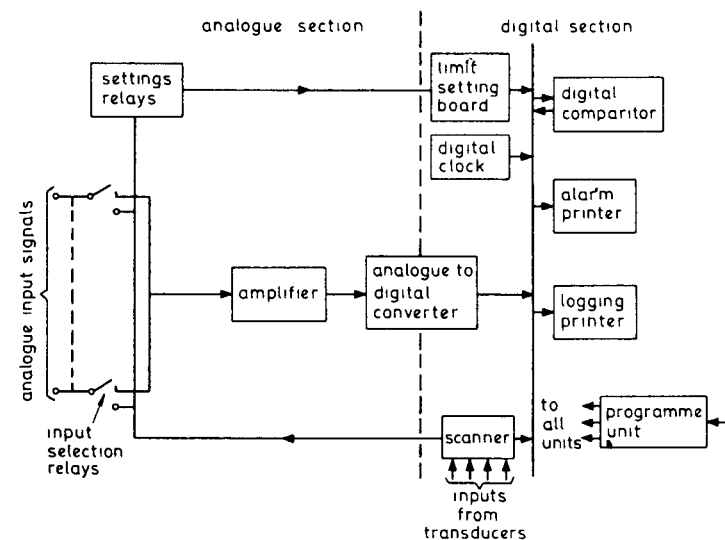 analogue section
digital section
settings
relays
limit
setting
board
digital
comparitor
digital
clock
alarm
printer
analogue input signals
amplifier
analogue to
digital
converter
logging
printer
input
selection
relays
scanner
to
all
units
programme
unit
inputs
from
transducers